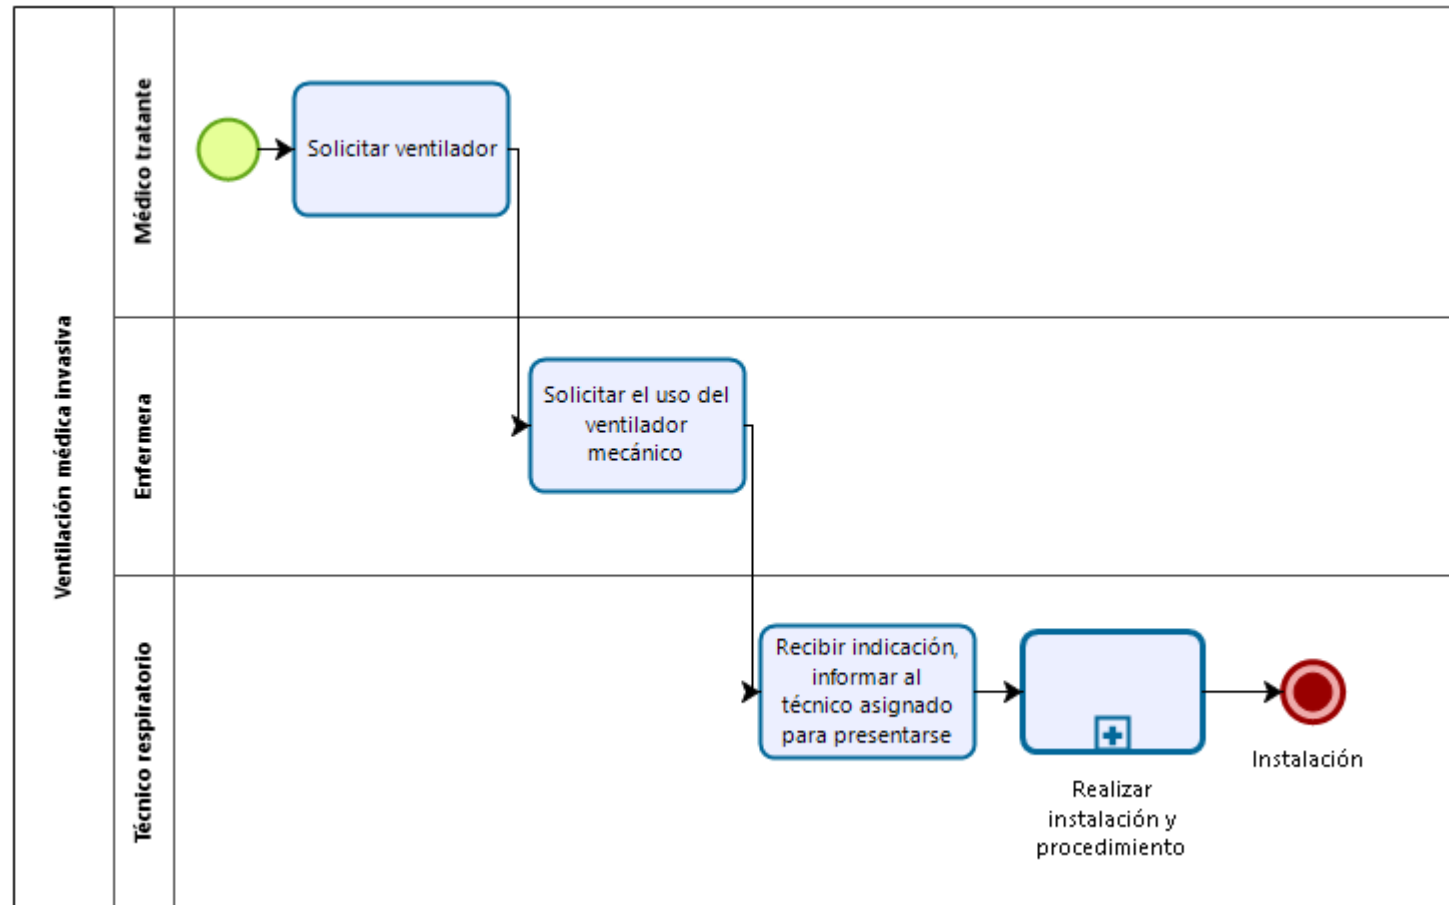 Ventilación médica invasiva
Médico tratante
Solicitar ventilador
Enfermera
Solicitar el uso del
ventilador
mecánico
Técnico respiratorio
Recibir indicación,
informar al
técnico asignado
para presentarse
Realizar
instalación y
procedimiento
Instalación